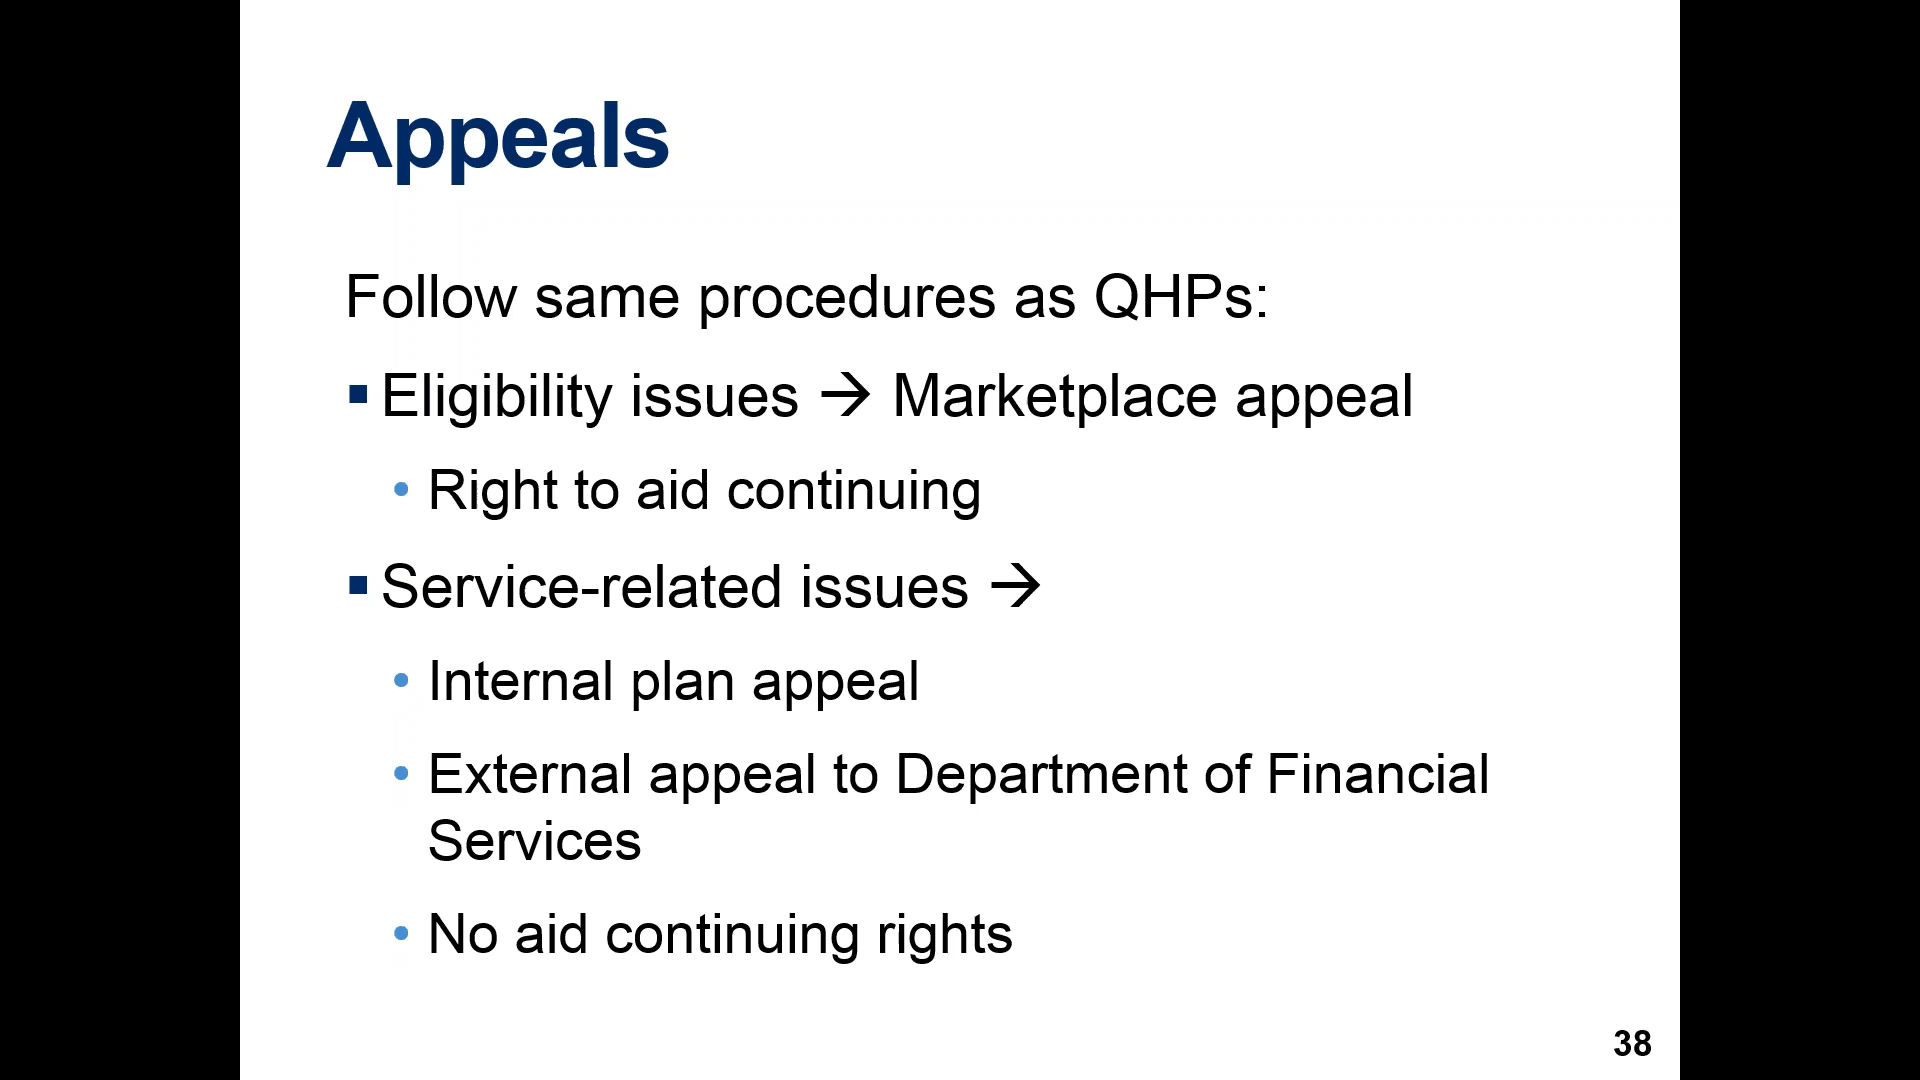 Appeals
Follow same procedures as QHPs:
▪ Eligibility issues → Marketplace appeal
• Right to aid continuing
▪ Service-related issues →
• Internal plan appeal
• External appeal to Department of Financial
Services
• No aid continuing rights
38